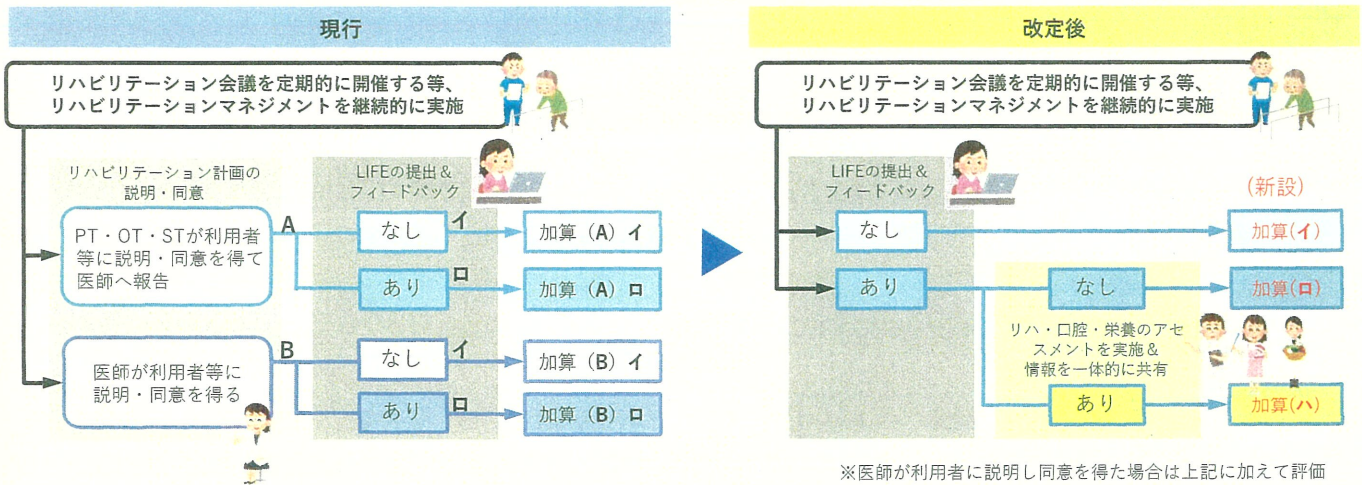 現行
リハビリテーション会議を定期的に開催する等、
リハビリテーションマネジメントを継続的に実施
リハビリテーション計画の
説明・同意
LIFEの提出＆
フィードバック
PT・OT・STが利用者
等に説明・同意を得て
医師へ報告
A
なし
イ
加算（A）イ
あり
ロ
加算（A）ロ
医師が利用者等に
説明・同意を得る
B
なし
イ
加算（B）イ
あり
ロ
加算（B）ロ
改定後
リハビリテーション会議を定期的に開催する等、
リハビリテーションマネジメントを継続的に実施
LIFEの提出＆
フィードバック
(新設)
なし
加算(イ)
あり
なし
加算(ロ)
リハ・口腔・栄養のアセ
スメントを実施＆
情報を一体的に共有
あり
加算(ハ)
※医師が利用者に説明し同意を得た場合は上記に加えて評価